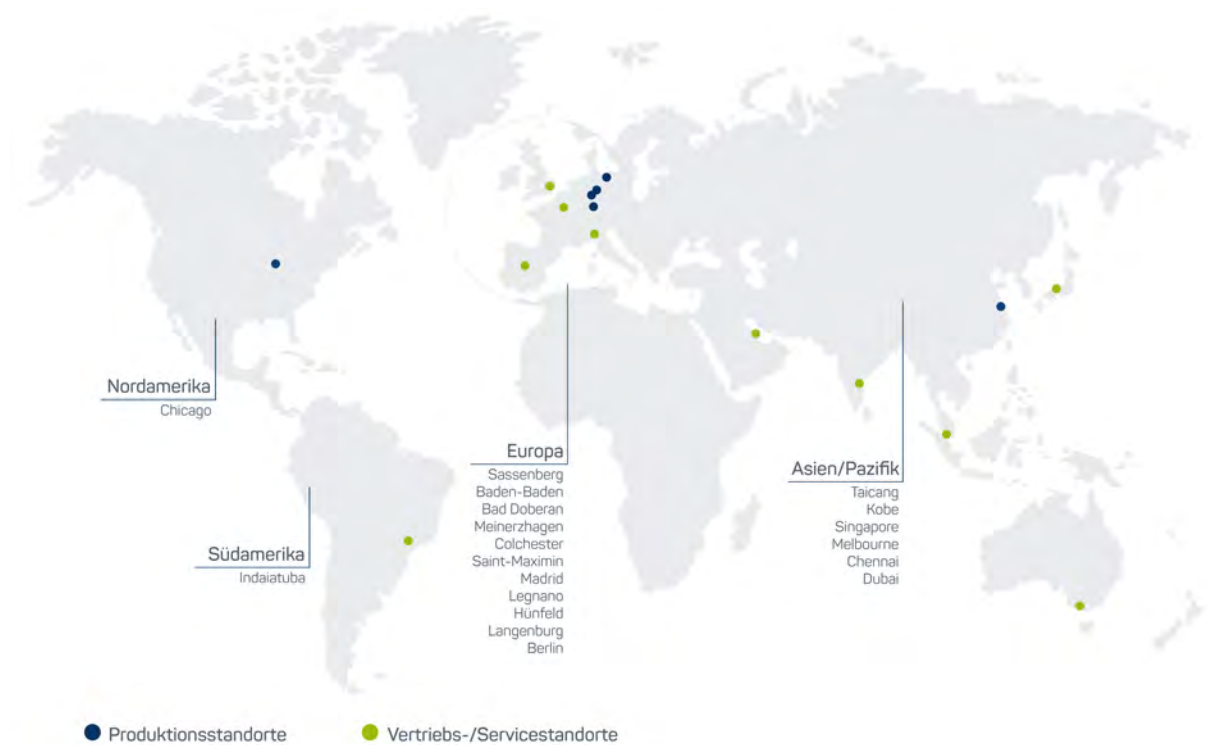 Nordamerika
Chicago
Südamerika
Indaiatuba
Europa
Sassenberg
Baden-Baden
Bad Doberan
Meinerzhagen
Colchester
Saint-Maximin
Madrid
Legnano
Hünfeld
Langenburg
Berlin
Asien/Pazifik
Taicang
Kobe
Singapore
Melbourne
Chennai
Dubai
Produktionsstandorte
Vertriebs-/Servicestandorte